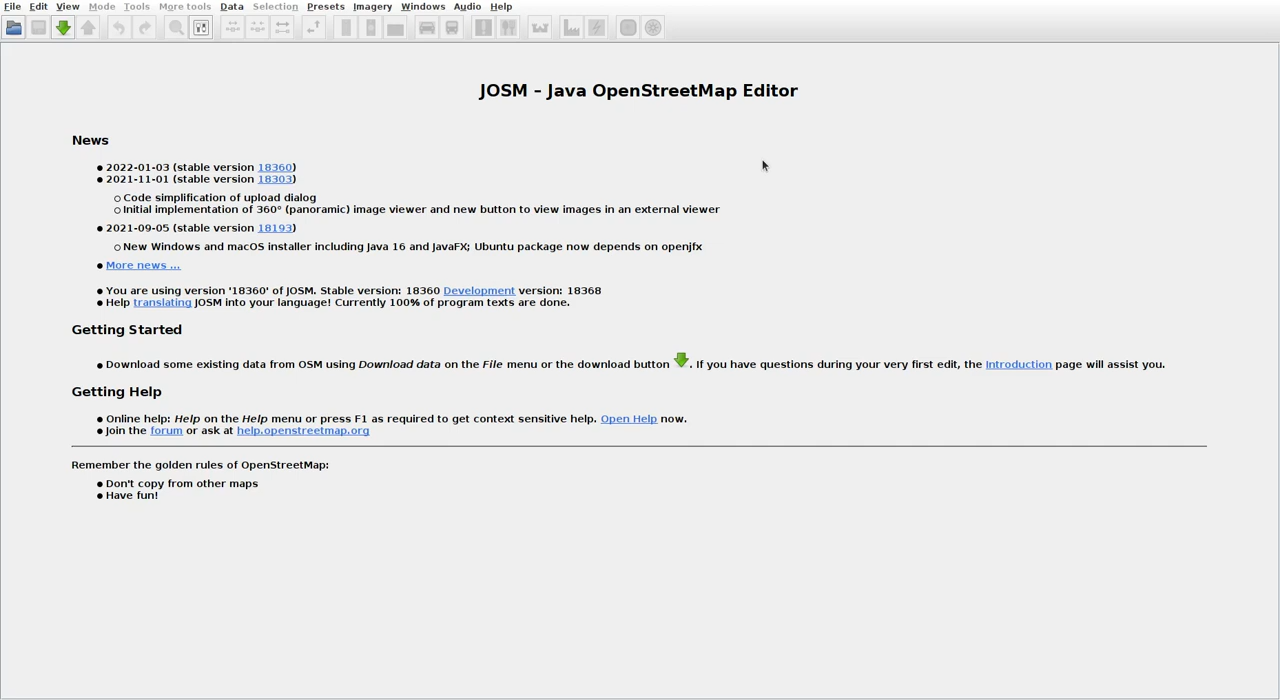 File Edit View Mode Tools More tools Data Selection Presets Imagery Windows Audio Help
JOSM – Java OpenStreetMap Editor
News
● 2022-01-03 (stable version 18360)
● 2021-11-01 (stable version 18303)
○ Code simplification of upload dialog
○ Initial implementation of 360° (panoramic) image viewer and new button to view images in an external viewer
● 2021-09-05 (stable version 18193)
○ New Windows and macOS installer including Java 16 and JavaFX; Ubuntu package now depends on openjfx
● More news ...
● You are using version '18360' of JOSM. Stable version: 18360 Development version: 18368
● Help translating JOSM into your language! Currently 100% of program texts are done.
Getting Started
● Download some existing data from OSM using Download data on the File menu or the download button . If you have questions during your very first edit, the Introduction page will assist you.
Getting Help
● Online help: Help on the Help menu or press F1 as required to get context sensitive help. Open Help now.
● Join the forum or ask at help.openstreetmap.org
Remember the golden rules of OpenStreetMap:
● Don't copy from other maps
● Have fun!